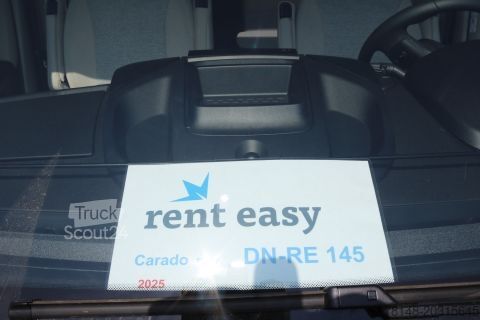 Truck
Scout24
rent easy
Carado
DN-RE 145
2025